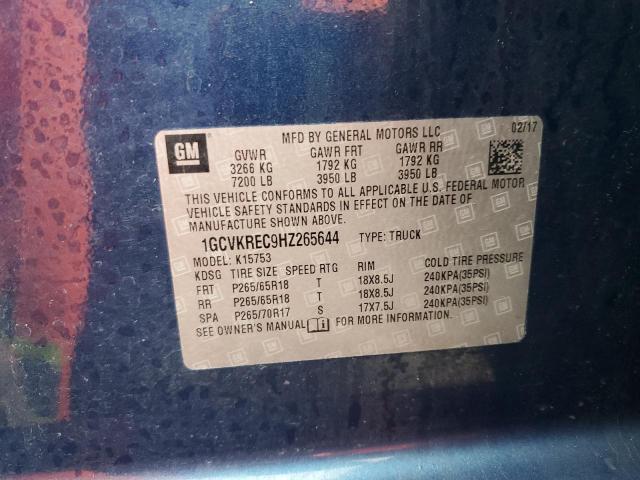 GM
MFD BY GENERAL MOTORS LLC 02/17
GVWR GAWR FRT GAWR RR
3266 KG 1792 KG 1792 KG
7200 LB 3950 LB 3950 LB
THIS VEHICLE CONFORMS TO ALL APPLICABLE U.S. FEDERAL MOTOR
VEHICLE SAFETY STANDARDS IN EFFECT ON THE DATE OF
MANUFACTURE SHOWN ABOVE.
1GCVKREC9HZ265644 TYPE: TRUCK
MODEL: K15753
KDSG TIRE SIZE SPEED RTG RIM COLD TIRE PRESSURE
FRT P265/65R18 T 18X8.5J 240KPA(35PSI)
RR P265/65R18 T 18X8.5J 240KPA(35PSI)
SPA P265/70R17 S 17X7.5J 240KPA(35PSI)
SEE OWNER'S MANUAL FOR MORE INFORMATION.